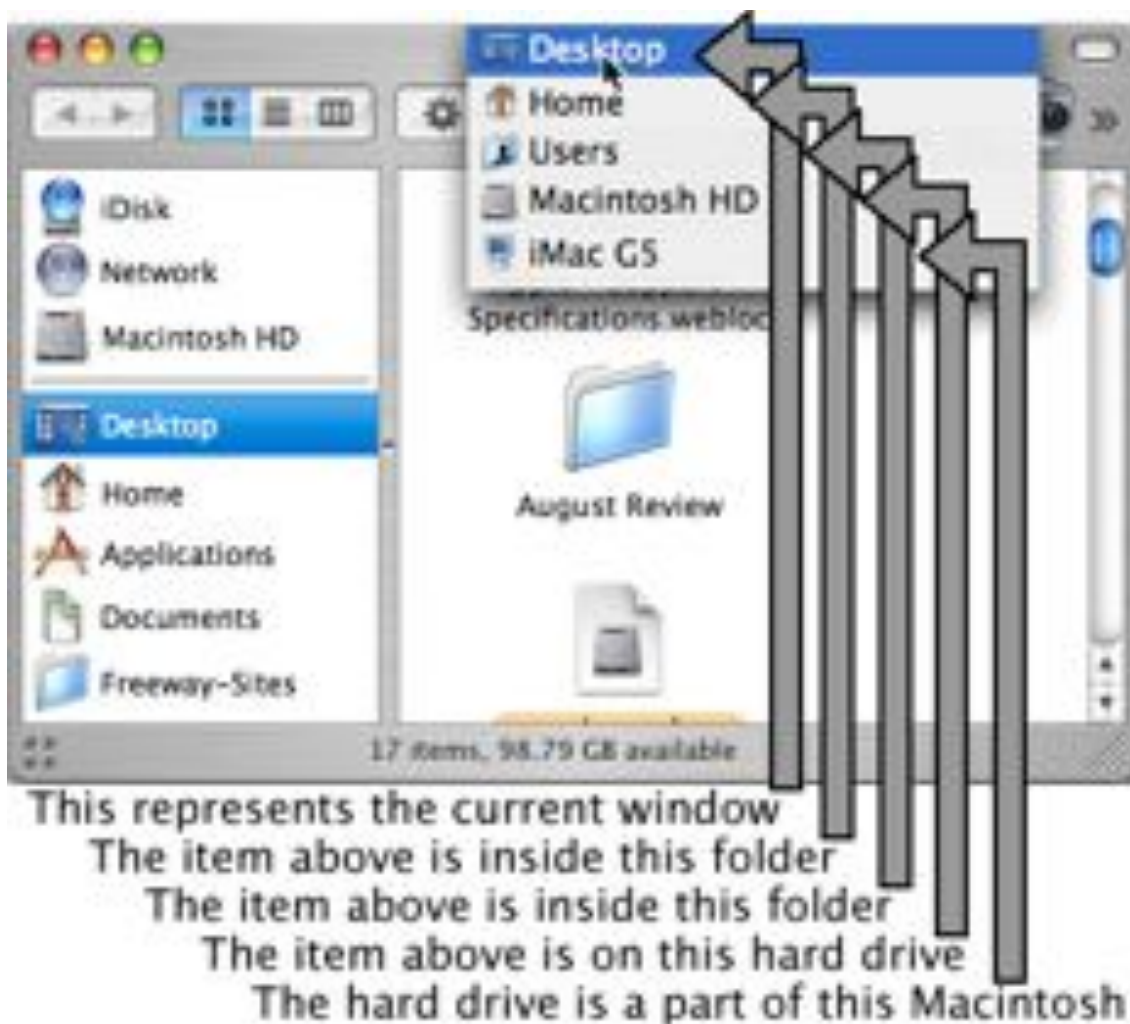 Desktop
Home
Users
Macintosh HD
iMac G5
iDisk
Network
Macintosh HD
Desktop
Home
Applications
Documents
Freeway-Sites
Specifications.webloc
August Review
17 items, 98.79 GB available
This represents the current window
The item above is inside this folder
The item above is inside this folder
The item above is on this hard drive
The hard drive is a part of this Macintosh